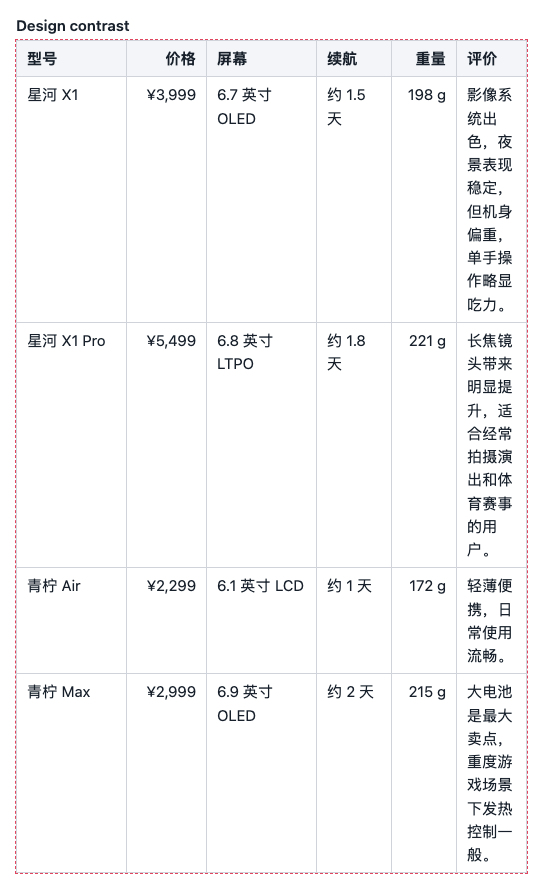 Design contrast
型号 价格 屏幕 续航 重量 评价
星河 X1 ¥3,999 6.7 英寸 约 1.5 198 g 影像系
OLED 天 统出
色，夜
景表现
稳定，
但机身
偏重，
单手操
作略显
吃力。
星河 X1 Pro ¥5,499 6.8 英寸 约 1.8 221 g 长焦镜
LTPO 天 头带来
明显提
升，适
合经常
拍摄演
出和体
育赛事
的用
户。
青柠 Air ¥2,299 6.1 英寸 LCD 约 1 天 172 g 轻薄便
携，日
常使用
流畅。
青柠 Max ¥2,999 6.9 英寸 约 2 天 215 g 大电池
OLED 是最大
卖点，
重度游
戏场景
下发热
控制一
般。